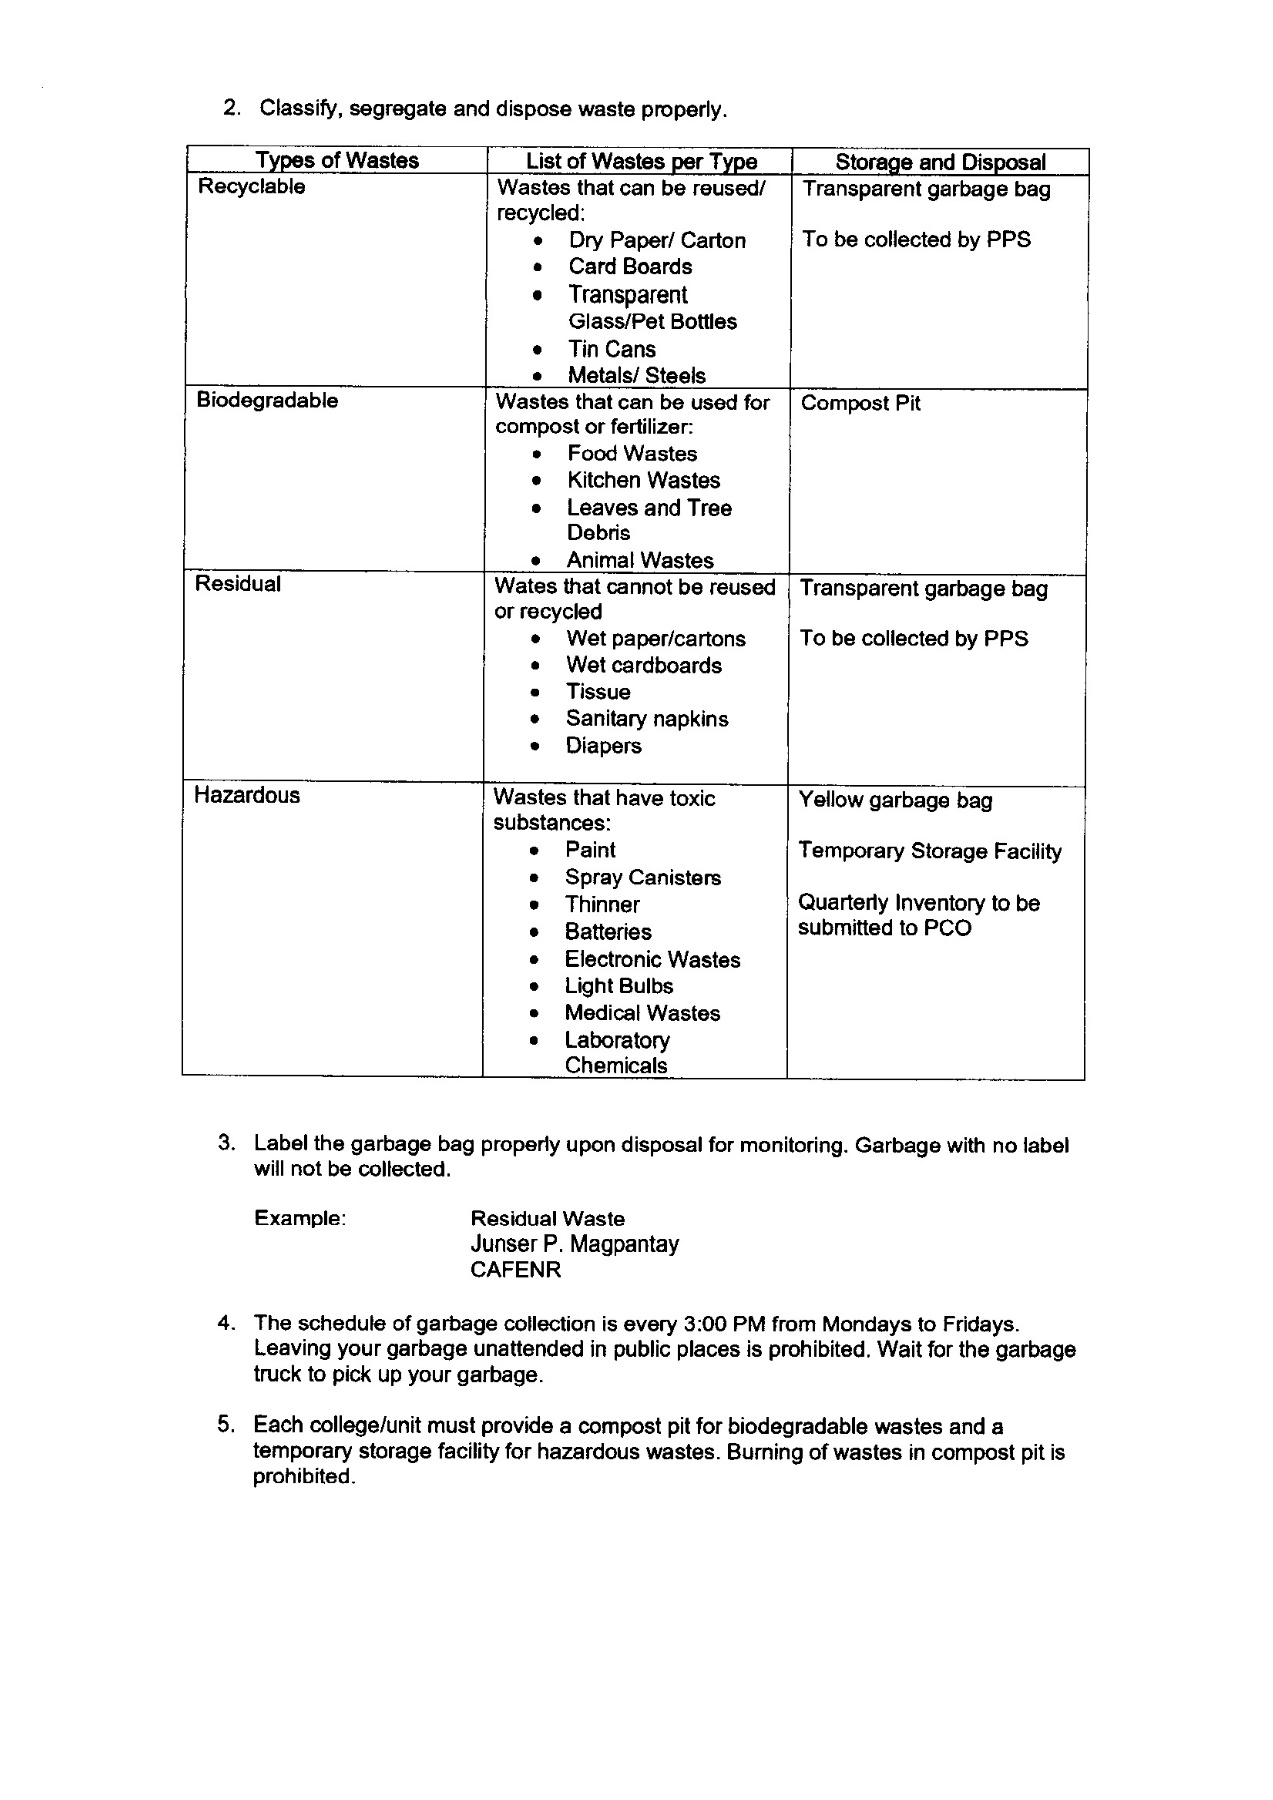 2. Classify, segregate and dispose waste properly.
Types of Wastes
List of Wastes per Type
Storage and Disposal
Recyclable
Wastes that can be reused/
recycled:
• Dry Paper/ Carton
• Card Boards
• Transparent
Glass/Pet Bottles
• Tin Cans
• Metals/ Steels
Transparent garbage bag
To be collected by PPS
Biodegradable
Wastes that can be used for
compost or fertilizer:
• Food Wastes
• Kitchen Wastes
• Leaves and Tree
Debris
• Animal Wastes
Compost Pit
Residual
Wates that cannot be reused
or recycled
• Wet paper/cartons
• Wet cardboards
• Tissue
• Sanitary napkins
• Diapers
Transparent garbage bag
To be collected by PPS
Hazardous
Wastes that have toxic
substances:
• Paint
• Spray Canisters
• Thinner
• Batteries
• Electronic Wastes
• Light Bulbs
• Medical Wastes
• Laboratory
Chemicals
Yellow garbage bag
Temporary Storage Facility
Quarterly Inventory to be
submitted to PCO
3. Label the garbage bag properly upon disposal for monitoring. Garbage with no label
will not be collected.
Example: Residual Waste
Junser P. Magpantay
CAFENR
4. The schedule of garbage collection is every 3:00 PM from Mondays to Fridays.
Leaving your garbage unattended in public places is prohibited. Wait for the garbage
truck to pick up your garbage.
5. Each college/unit must provide a compost pit for biodegradable wastes and a
temporary storage facility for hazardous wastes. Burning of wastes in compost pit is
prohibited.